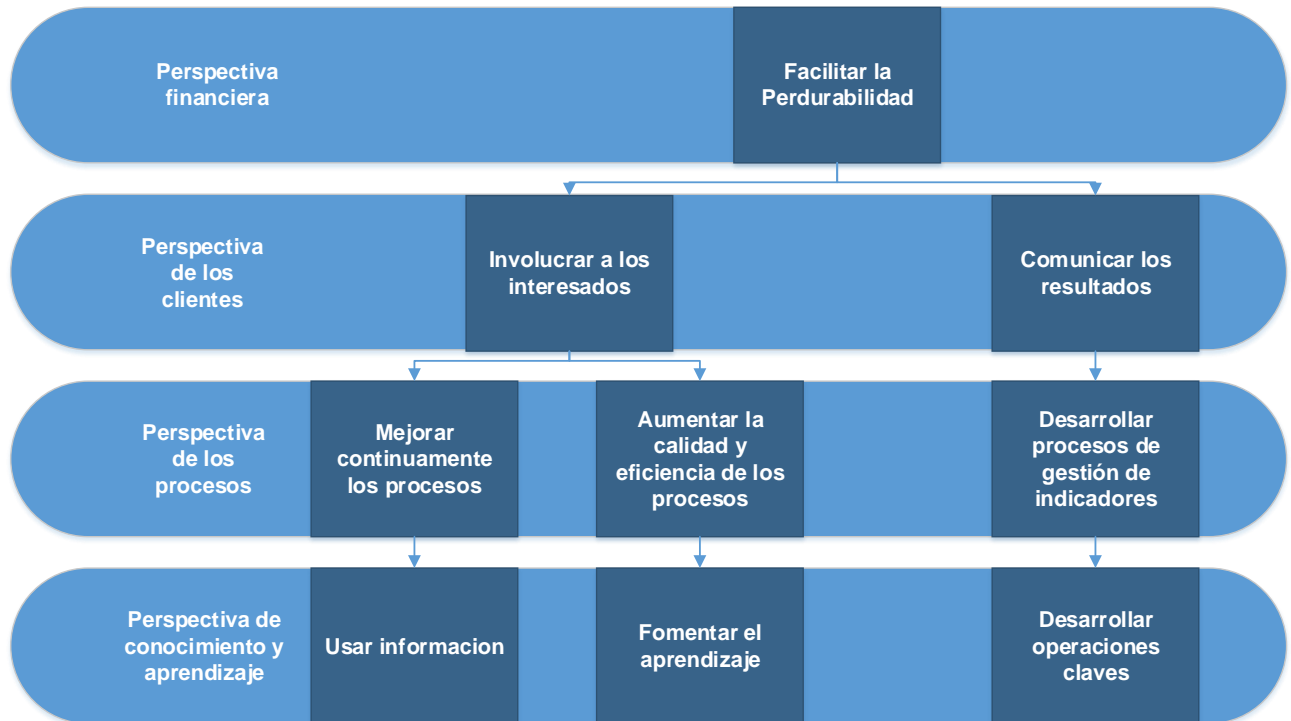 Perspectiva
financiera
Facilitar la
Perdurabilidad
Perspectiva
de los
clientes
Involucrar a los
interesados
Comunicar los
resultados
Perspectiva
de los
procesos
Mejorar
continuamente
los procesos
Aumentar la
calidad y
eficiencia de los
procesos
Desarrollar
procesos de
gestión de
indicadores
Perspectiva de
conocimiento y
aprendizaje
Usar informacion
Fomentar el
aprendizaje
Desarrollar
operaciones
claves